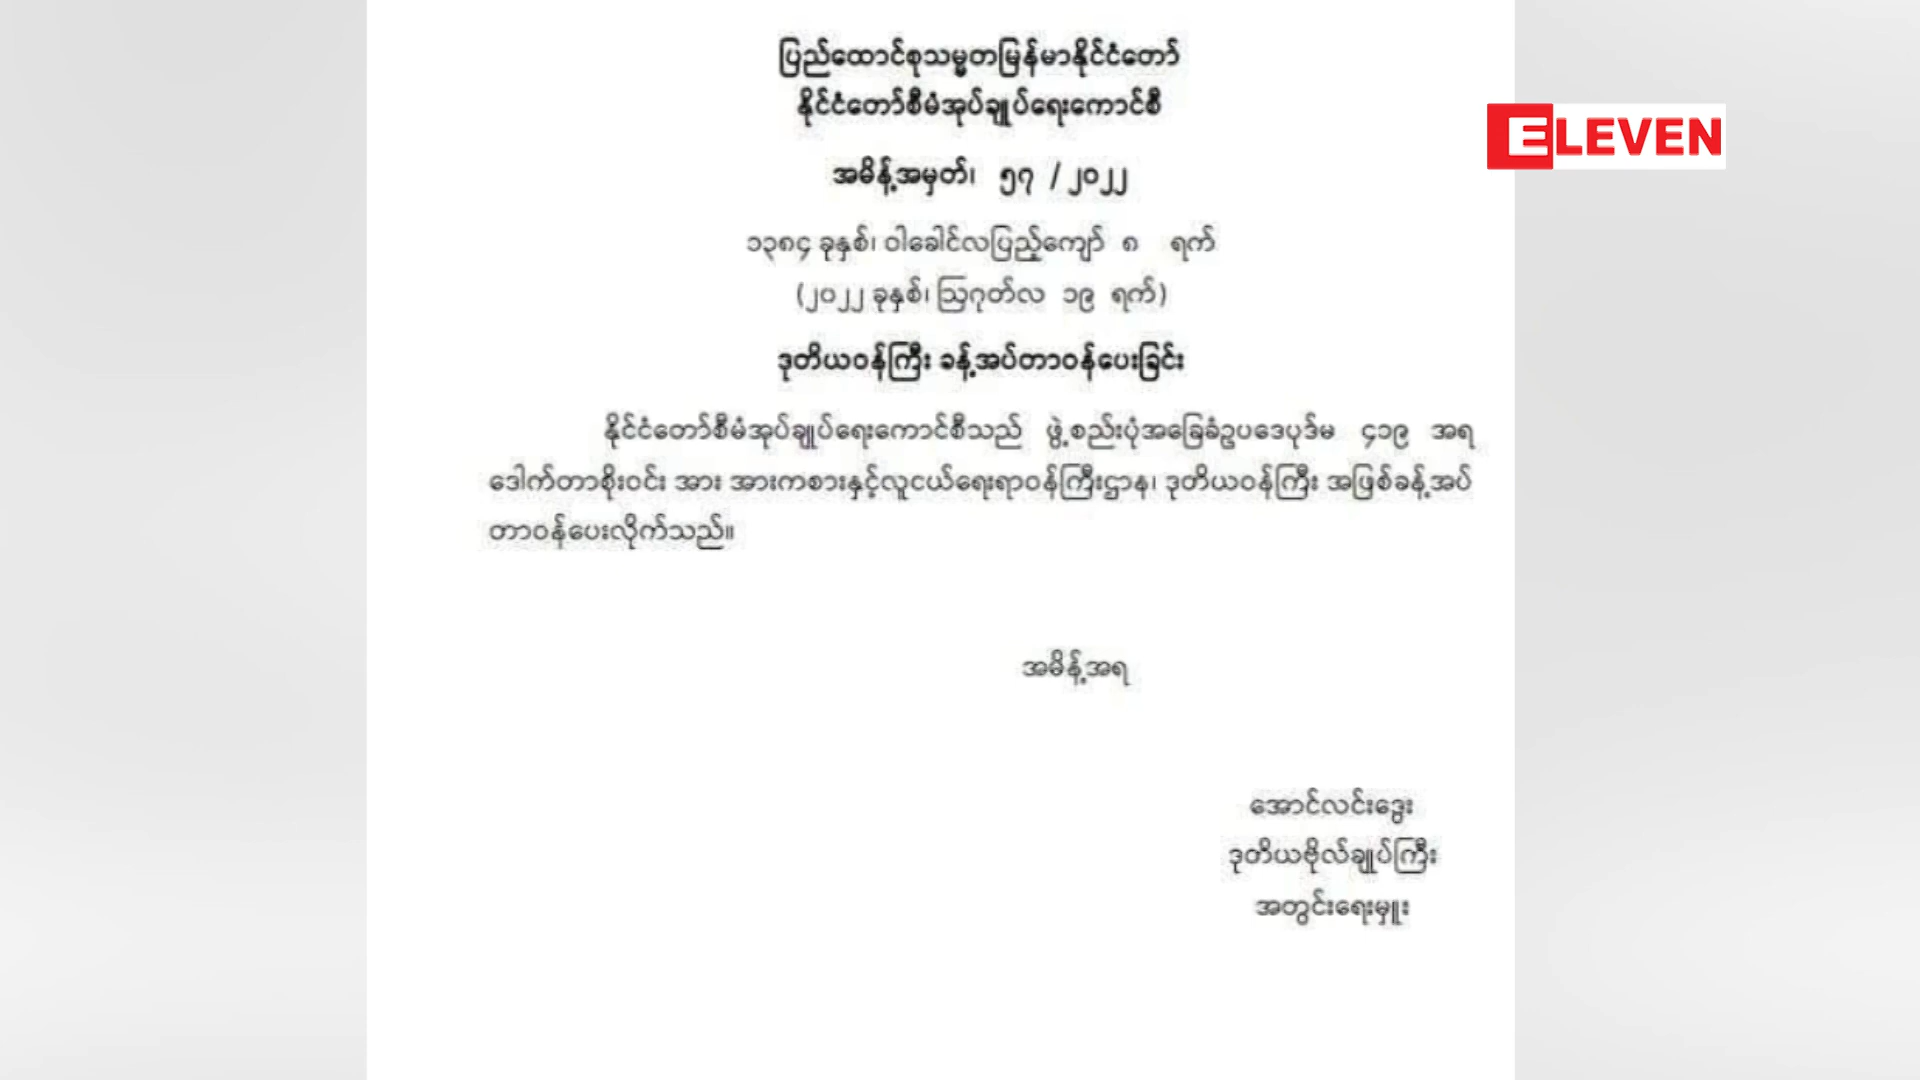 ပြည်ထောင်စုသမ္မတမြန်မာနိုင်ငံတော်
နိုင်ငံတော်စီမံအုပ်ချုပ်ရေးကောင်စီ
ELEVEN
အမိန့်အမှတ်၊ ၅၇ / ၂၀၂၂
၁၃၈၄ ခုနှစ်၊ ဝါခေါင်လပြည့်ကျော် ၈ ရက်
(၂၀၂၂ ခုနှစ်၊ ဩဂုတ်လ ၁၉ ရက်)
ဒုတိယဝန်ကြီး ခန့်အပ်တာဝန်ပေးခြင်း
နိုင်ငံတော်စီမံအုပ်ချုပ်ရေးကောင်စီသည် ဖွဲ့စည်းပုံအခြေခံဥပဒေပုဒ်မ ၄၁၉ အရ
ဒေါက်တာစိုးဝင်း အား အားကစားနှင့်လူငယ်ရေးရာဝန်ကြီးဌာန၊ ဒုတိယဝန်ကြီး အဖြစ်ခန့်အပ်
တာဝန်ပေးလိုက်သည်။
အမိန့်အရ
အောင်လင်းဒွေး
ဒုတိယဗိုလ်ချုပ်ကြီး
အတွင်းရေးမှူး